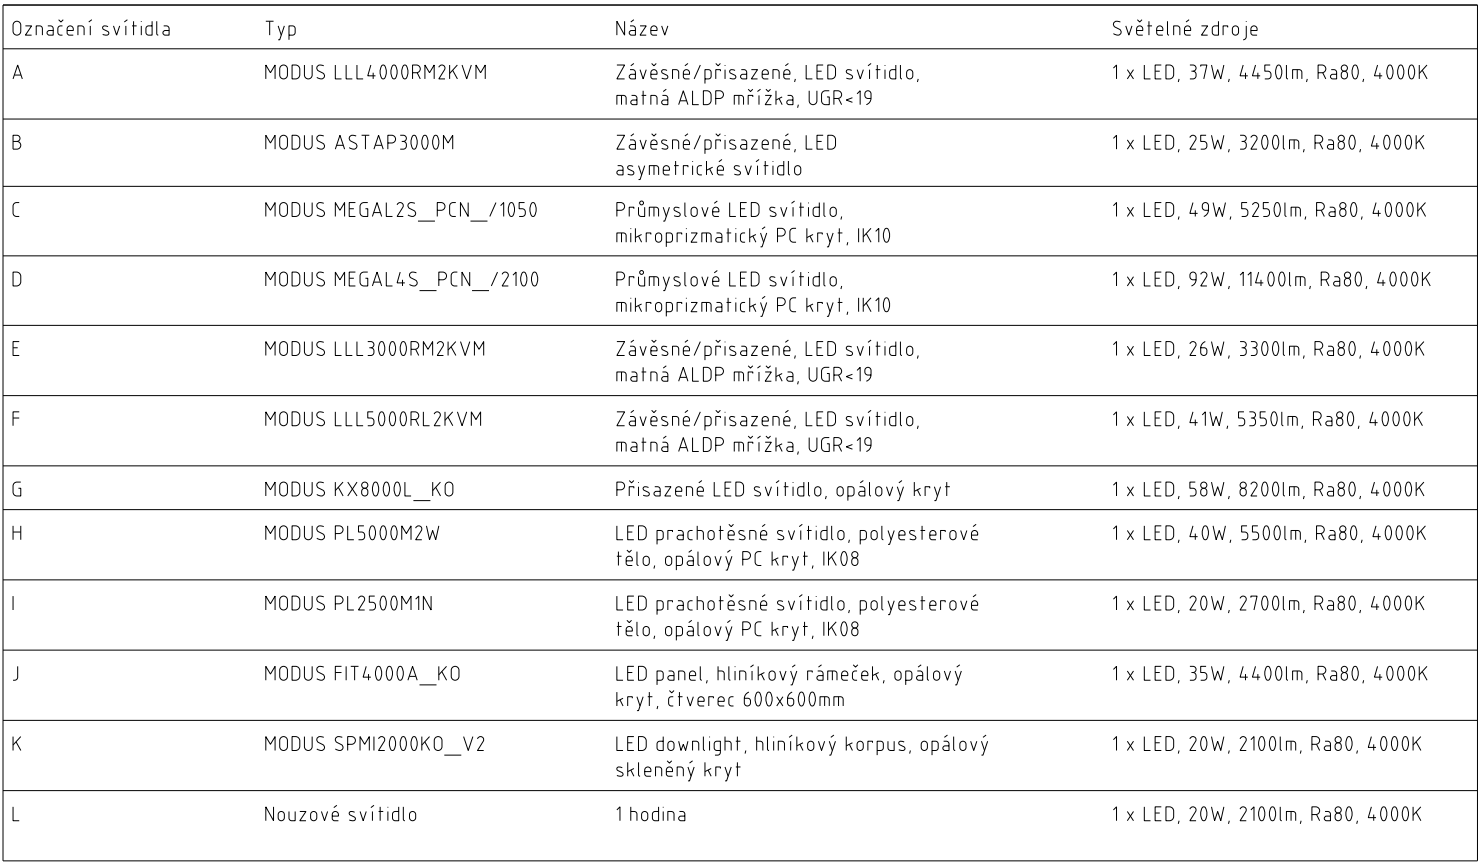 Označení svítidla Typ Název Světelné zdroje
A MODUS LLL4000RM2KVM Závěsné/přisazené, LED svítidlo, 1 x LED, 37W, 4450lm, Ra80, 4000K
matná ALDP mřížka, UGR<19
B MODUS ASTAP3000M Závěsné/přisazené, LED 1 x LED, 25W, 3200lm, Ra80, 4000K
asymetrické svítidlo
C MODUS MEGAL2S__PCN__/1050 Průmyslové LED svítidlo, 1 x LED, 49W, 5250lm, Ra80, 4000K
mikroprizmatický PC kryt, IK10
D MODUS MEGAL4S__PCN__/2100 Průmyslové LED svítidlo, 1 x LED, 92W, 11400lm, Ra80, 4000K
mikroprizmatický PC kryt, IK10
E MODUS LLL3000RM2KVM Závěsné/přisazené, LED svítidlo, 1 x LED, 26W, 3300lm, Ra80, 4000K
matná ALDP mřížka, UGR<19
F MODUS LLL5000RL2KVM Závěsné/přisazené, LED svítidlo, 1 x LED, 41W, 5350lm, Ra80, 4000K
matná ALDP mřížka, UGR<19
G MODUS KX8000L__KO Přisazené LED svítidlo, opálový kryt 1 x LED, 58W, 8200lm, Ra80, 4000K
H MODUS PL5000M2W LED prachotěsné svítidlo, polyesterové 1 x LED, 40W, 5500lm, Ra80, 4000K
tělo, opálový PC kryt, IK08
I MODUS PL2500M1N LED prachotěsné svítidlo, polyesterové 1 x LED, 20W, 2700lm, Ra80, 4000K
tělo, opálový PC kryt, IK08
J MODUS FIT4000A__KO LED panel, hliníkový rámeček, opálový 1 x LED, 35W, 4400lm, Ra80, 4000K
kryt, čtverec 600x600mm
K MODUS SPMI2000KO__V2 LED downlight, hliníkový korpus, opálový 1 x LED, 20W, 2100lm, Ra80, 4000K
skleněný kryt
L Nouzové svítidlo 1 hodina 1 x LED, 20W, 2100lm, Ra80, 4000K